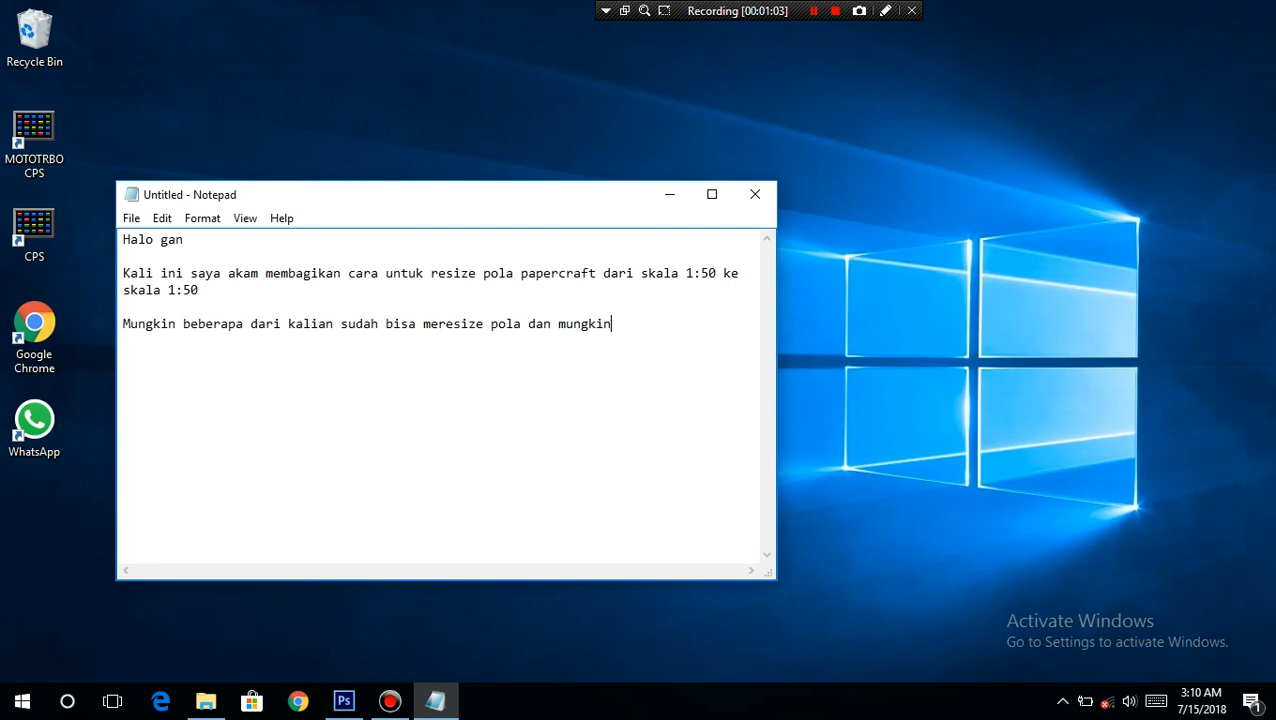 Recording [00:01:03]
Recycle Bin
MOTOTRBO
CPS
CPS
Google
Chrome
WhatsApp
Untitled - Notepad
File Edit Format View Help
Halo gan
Kali ini saya akam membagikan cara untuk resize pola papercraft dari skala 1:50 ke
skala 1:50
Mungkin beberapa dari kalian sudah bisa meresize pola dan mungkin
Activate Windows
Go to Settings to activate Windows.
Ps
3:10 AM
7/15/2018
1